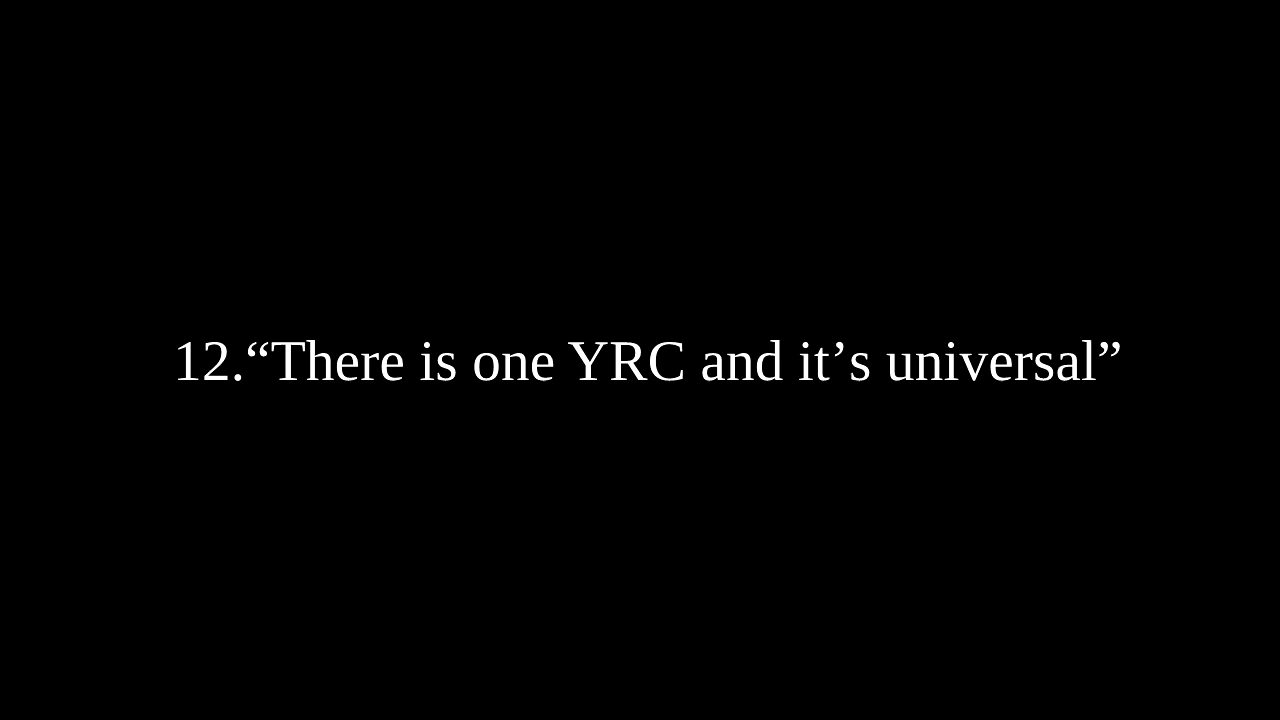 12.“There is one YRC and it’s universal”